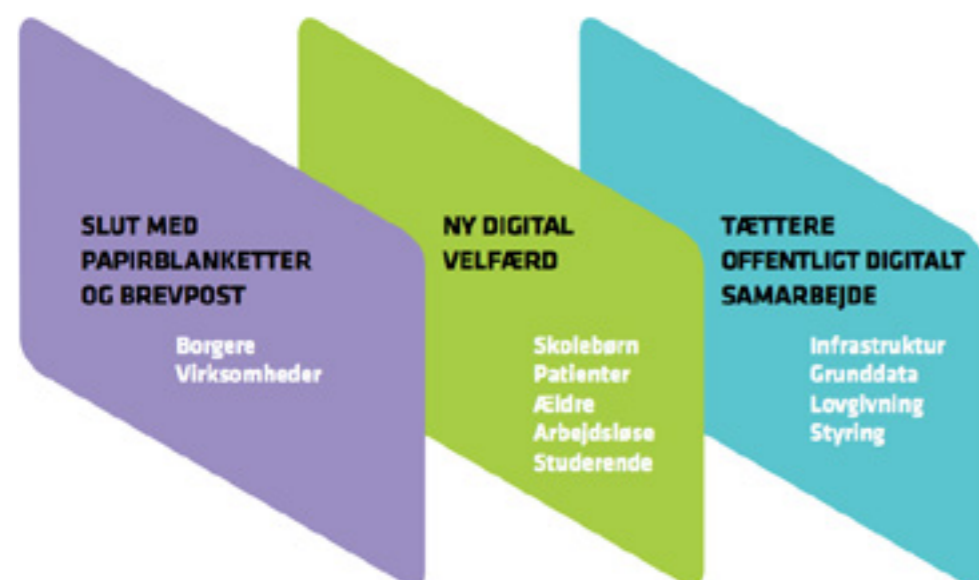 SLUT MED
PAPIRBLANKETTER
OG BREVPOST
Borgere
Virksomheder
NY DIGITAL
VELFÆRD
Skolebørn
Patienter
Ældre
Arbejdsløse
Studerende
TÆTTERE
OFFENTLIGT DIGITALT
SAMARBEJDE
Infrastruktur
Grunddata
Lovgivning
Styring